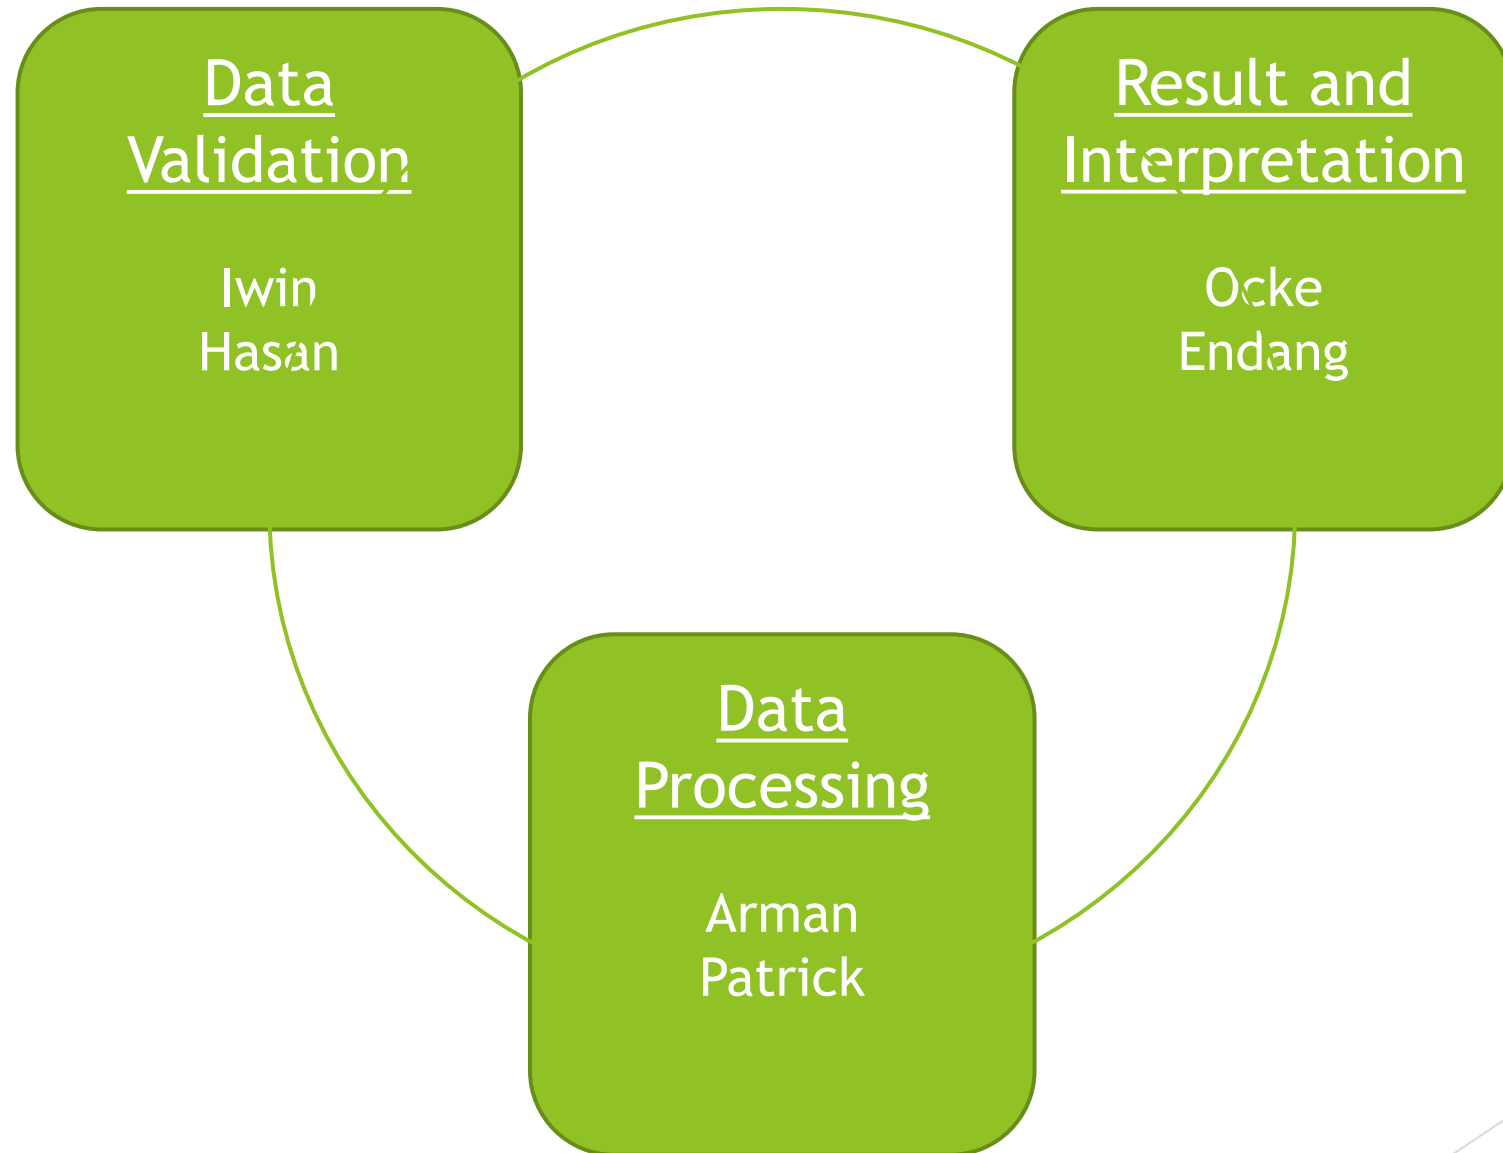 Data
Validation
Iwin
Hasan
Result and
Interpretation
Ocke
Endang
Data
Processing
Arman
Patrick